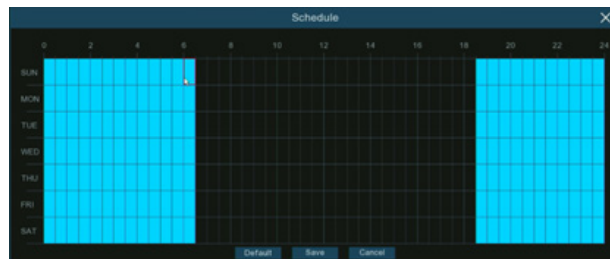 Schedule X
0 2 4 6 8 10 12 14 16 18 20 22 24
SUN
MON
TUE
WED
THU
FRI
SAT
Default Save Cancel